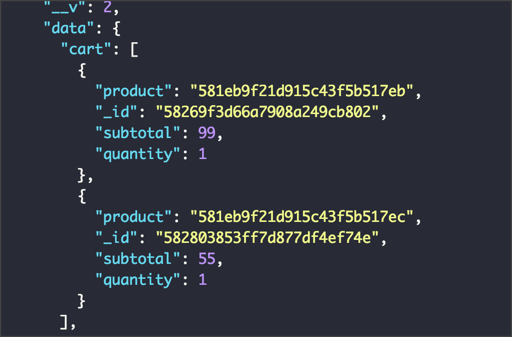 "__v": 2,
"data": {
"cart": [
{
"product": "581eb9f21d915c43f5b517eb",
"_id": "58269f3d66a7908a249cb802",
"subtotal": 99,
"quantity": 1
},
{
"product": "581eb9f21d915c43f5b517ec",
"_id": "582803853ff7d877df4ef74e",
"subtotal": 55,
"quantity": 1
}
],